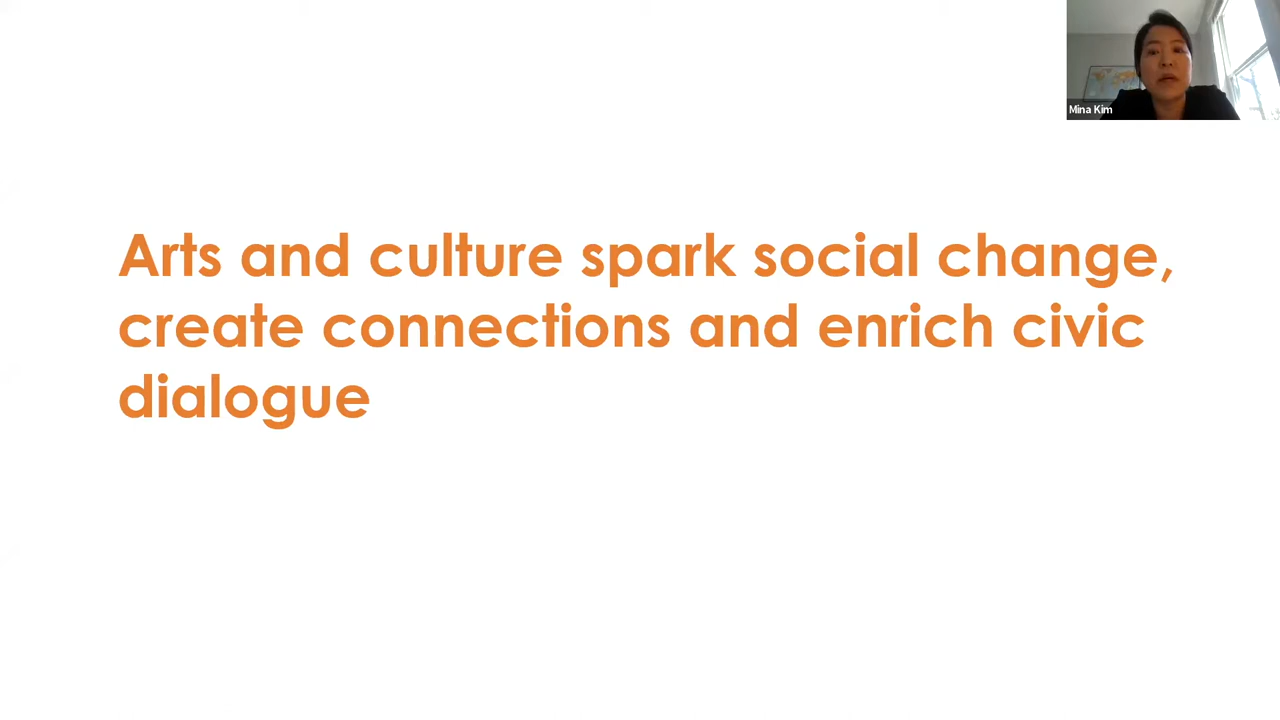 Mina Kim
Arts and culture spark social change,
create connections and enrich civic
dialogue